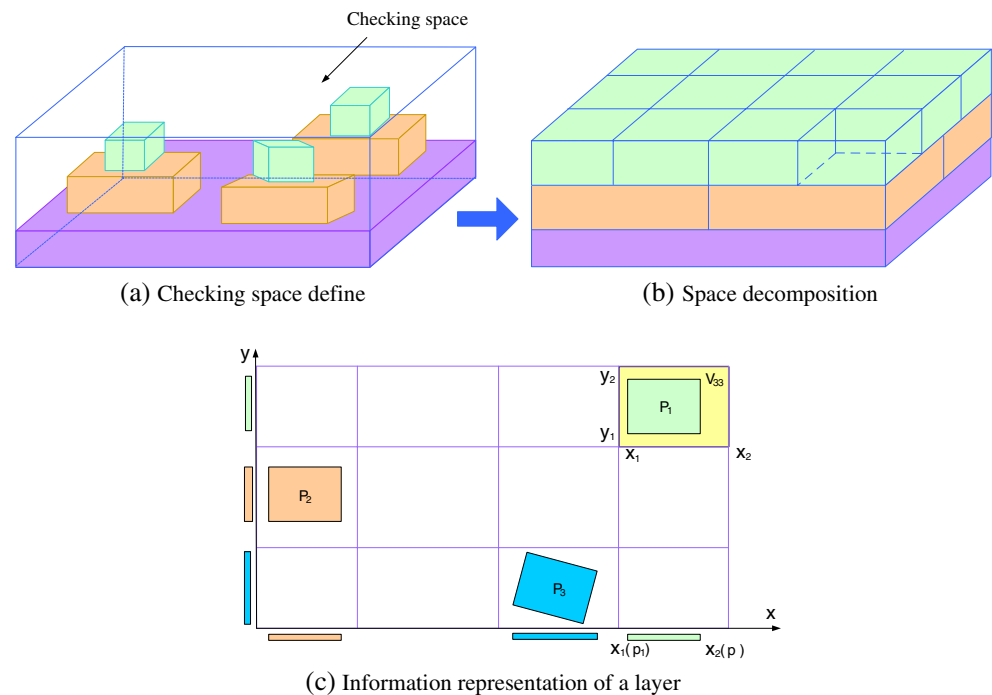 Checking space
(a) Checking space define
(b) Space decomposition
y
y2
V33
P1
y1
x1
x2
P2
P3
x
x1(p1)
x2(p )
(c) Information representation of a layer